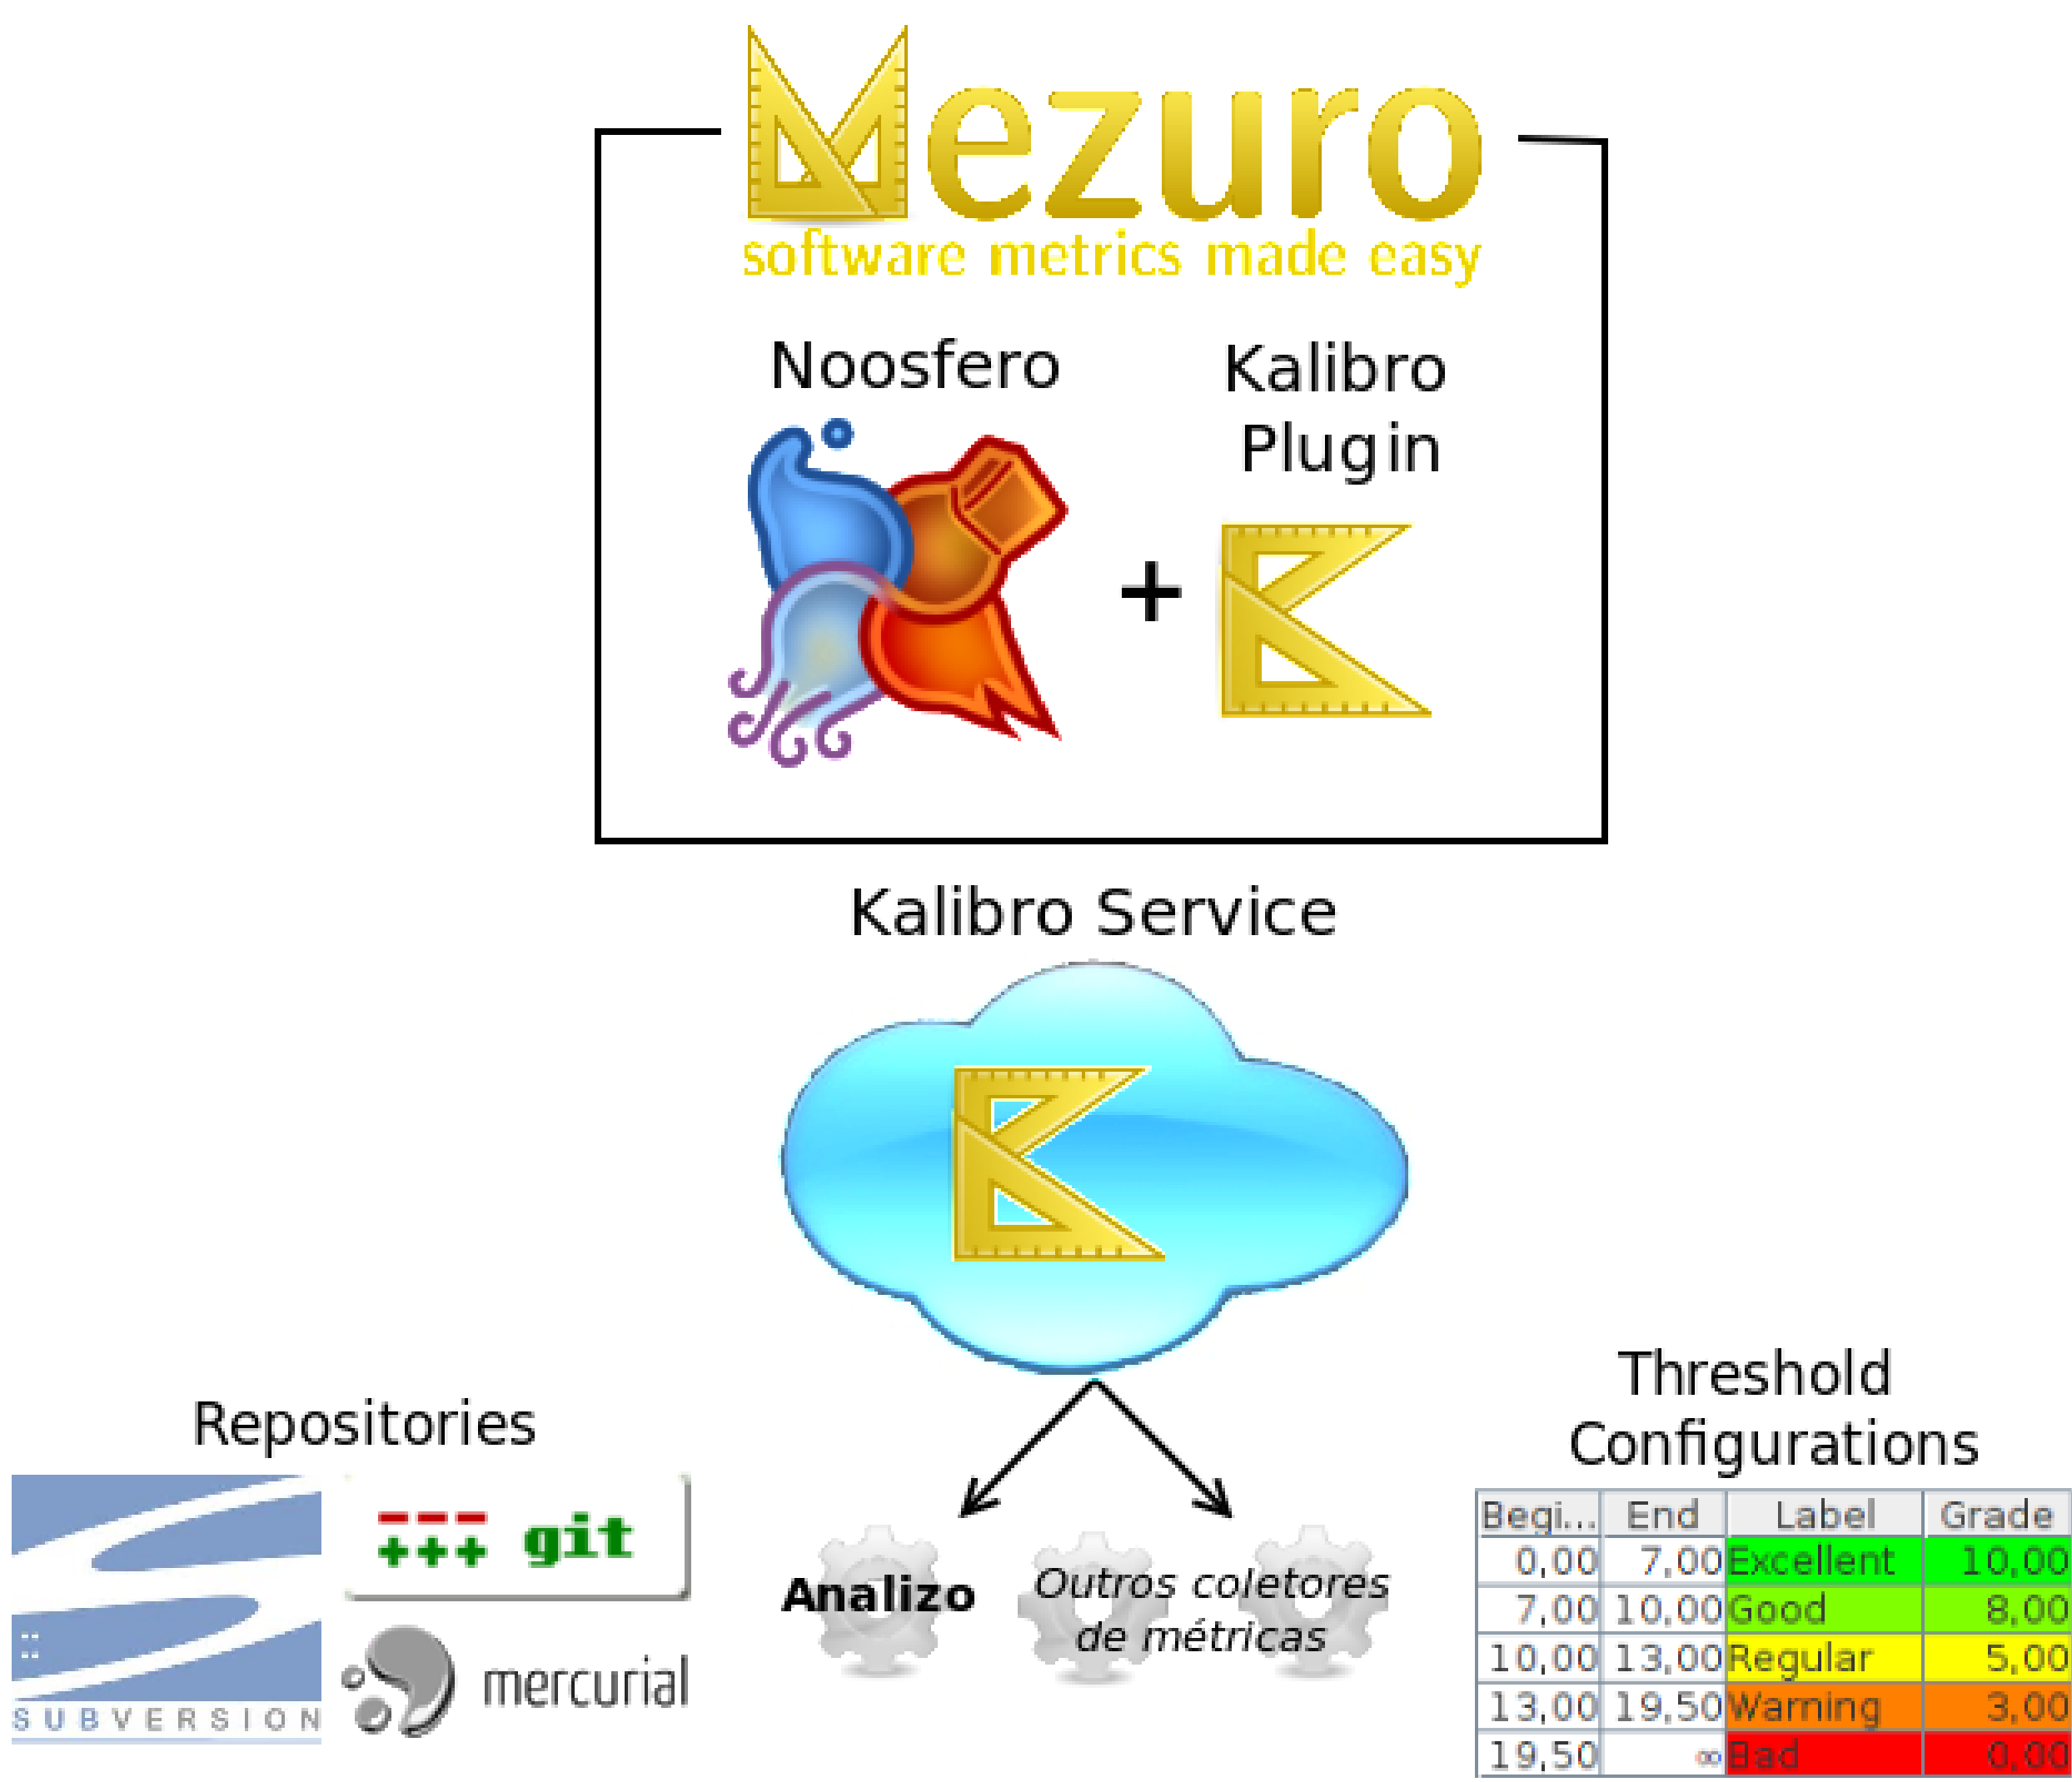 Mezuro
software metrics made easy
Noosfero
Kalibro
Plugin
+
Kalibro Service
Repositories
SUBVERSION
--- +++ git
mercurial
Analizo
Outros coletores
de métricas
Threshold
Configurations
Begi... End Label Grade
0,00 7,00 Excellent 10,00
7,00 10,00 Good 8,00
10,00 13,00 Regular 5,00
13,00 19,50 Warning 3,00
19,50 ∞ Bad 0,00